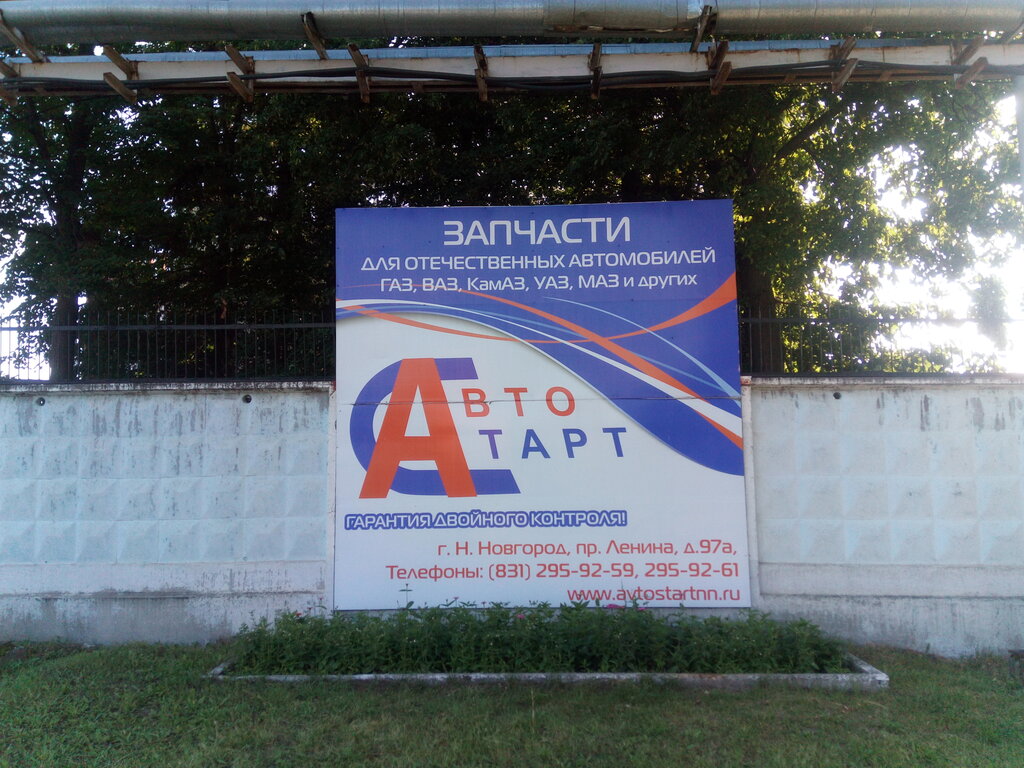 ЗАПЧАСТИ
ДЛЯ ОТЕЧЕСТВЕННЫХ АВТОМОБИЛЕЙ
ГАЗ, ВАЗ, КамАЗ, УАЗ, МАЗ и других
АВТО
СТАРТ
ГАРАНТИЯ ДВОЙНОГО КОНТРОЛЯ!
г. Н. Новгород, пр. Ленина, д.97а,
Телефоны: (831) 295-92-59, 295-92-61
www.avtostartnn.ru